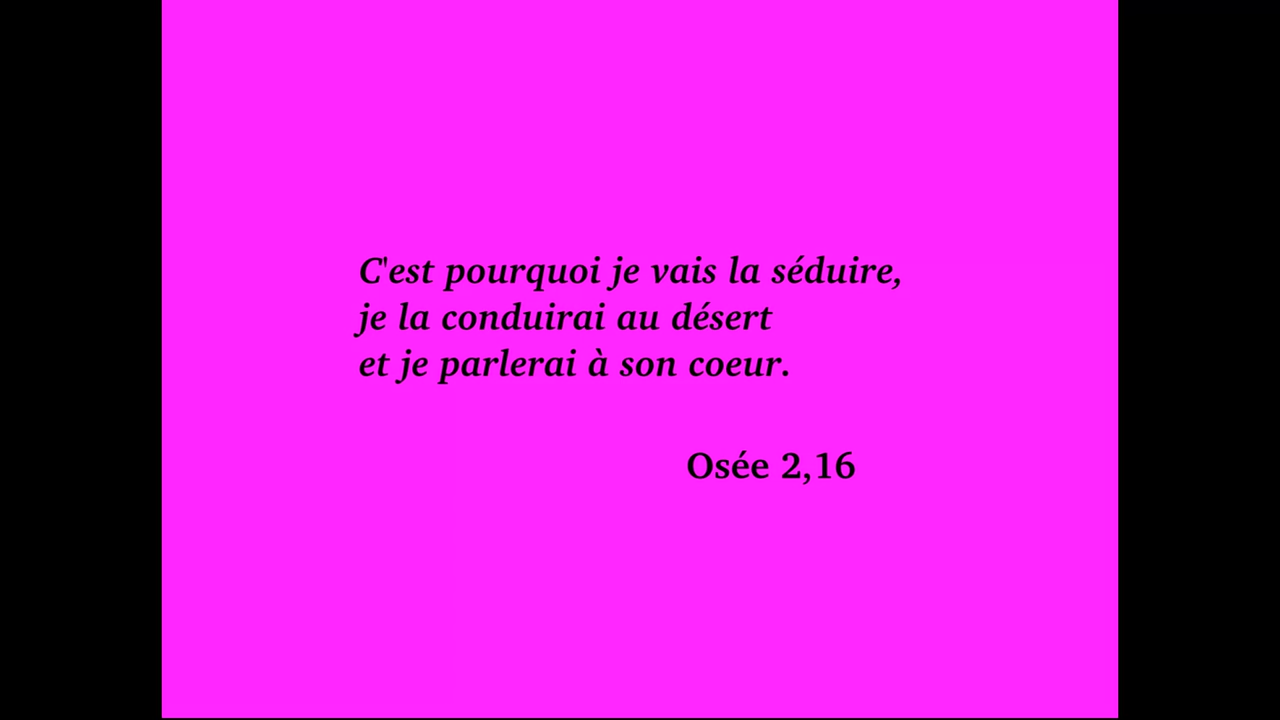 C'est pourquoi je vais la séduire,
je la conduirai au désert
et je parlerai à son coeur.
Osée 2,16